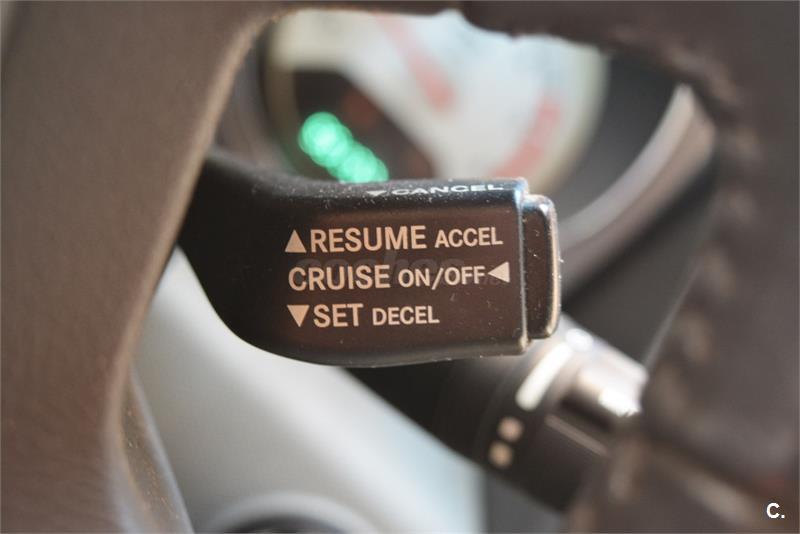 ▼CANCEL
▲RESUME ACCEL
CRUISE ON/OFF◀
▼SET DECEL
C.